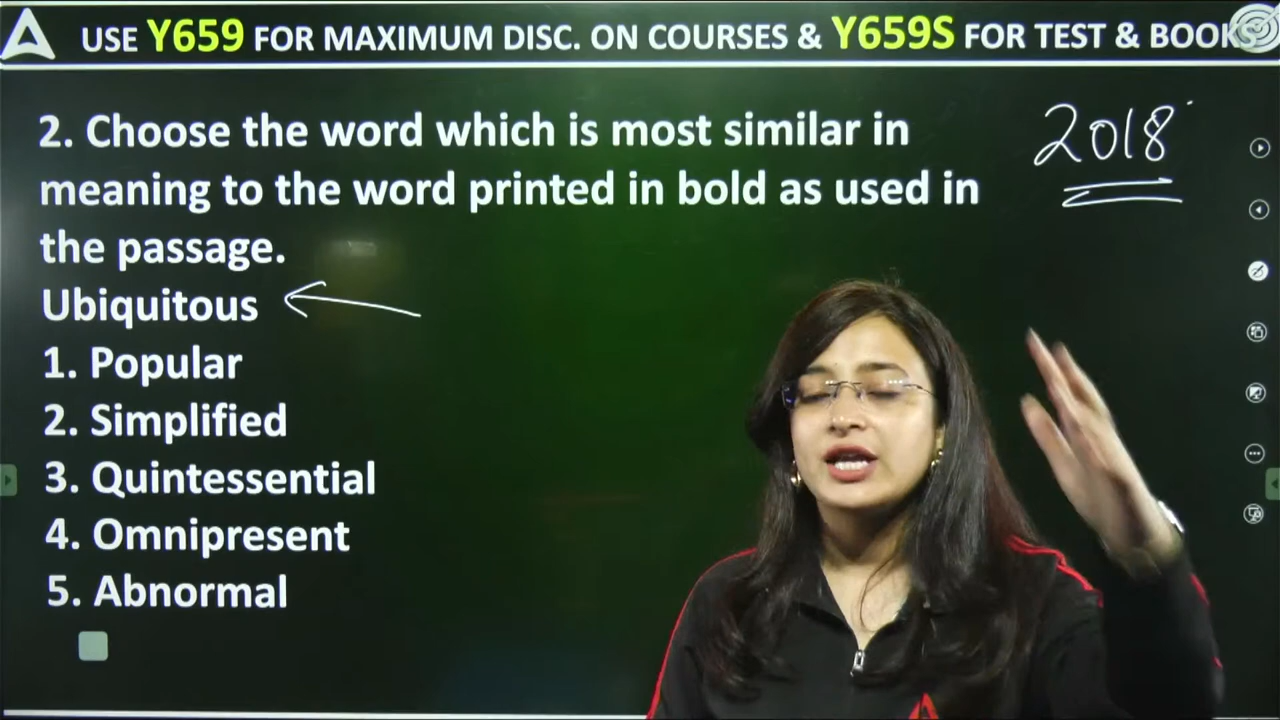 USE Y659 FOR MAXIMUM DISC. ON COURSES & Y659S FOR TEST & BOOKS
2. Choose the word which is most similar in
meaning to the word printed in bold as used in
the passage.
Ubiquitous
1. Popular
2. Simplified
3. Quintessential
4. Omnipresent
5. Abnormal
2018